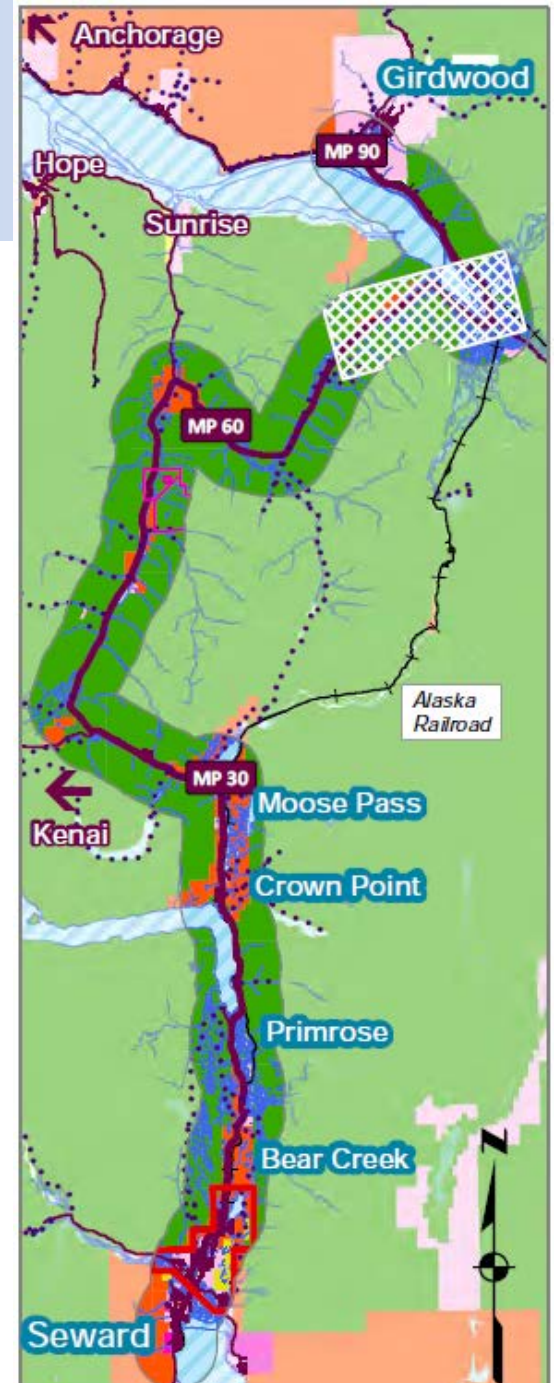 Anchorage
Girdwood
MP 90
Hope
Sunrise
MP 60
Alaska
Railroad
MP 30
Moose Pass
Kenai
Crown Point
Primrose
Bear Creek
N
Seward